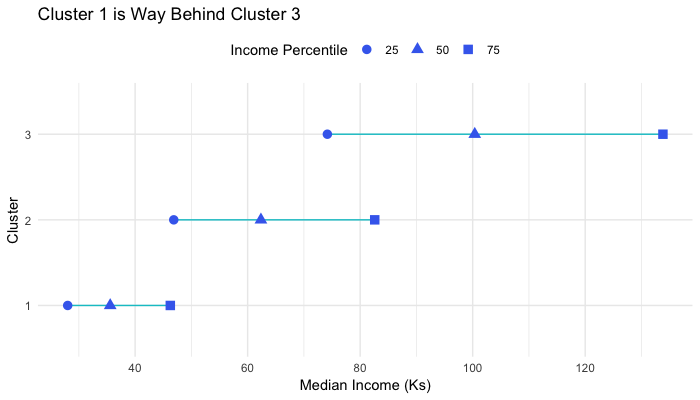 Cluster 1 is Way Behind Cluster 3
Income Percentile 25 50 75
3
2
1
Cluster
40 60 80 100 120
Median Income (Ks)